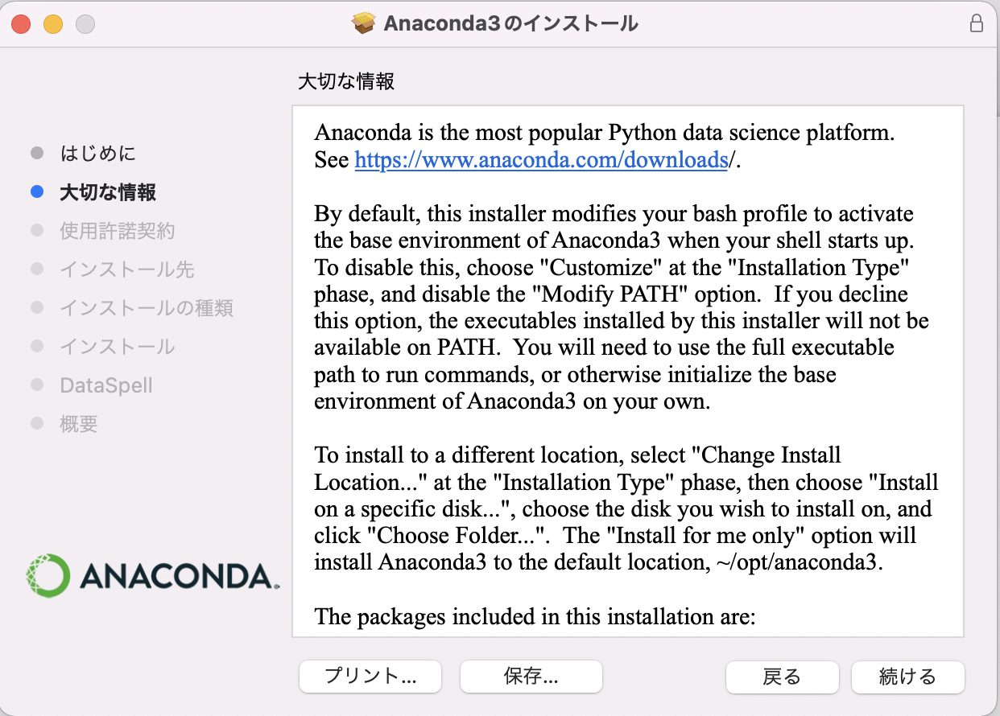 Anaconda3のインストール
大切な情報
はじめに
大切な情報
使用許諾契約
インストール先
インストールの種類
インストール
DataSpell
概要
ANACONDA.
Anaconda is the most popular Python data science platform.
See https://www.anaconda.com/downloads/.
By default, this installer modifies your bash profile to activate
the base environment of Anaconda3 when your shell starts up.
To disable this, choose "Customize" at the "Installation Type"
phase, and disable the "Modify PATH" option.  If you decline
this option, the executables installed by this installer will not be
available on PATH.  You will need to use the full executable
path to run commands, or otherwise initialize the base
environment of Anaconda3 on your own.
To install to a different location, select "Change Install
Location..." at the "Installation Type" phase, then choose "Install
on a specific disk...", choose the disk you wish to install on, and
click "Choose Folder...".  The "Install for me only" option will
install Anaconda3 to the default location, ~/opt/anaconda3.
The packages included in this installation are:
プリント...
保存...
戻る
続ける